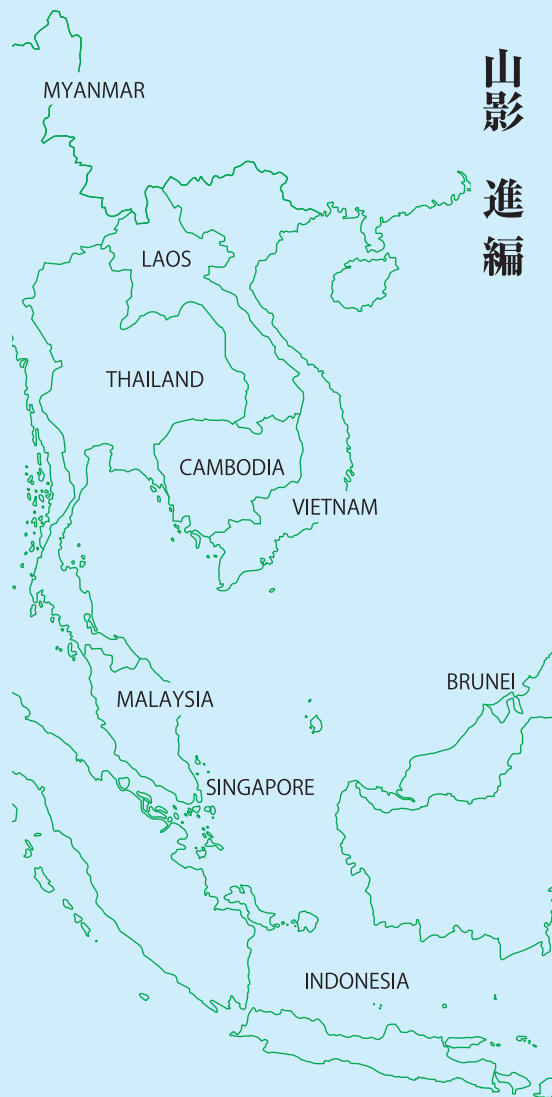 山影 進 編
MYANMAR
LAOS
THAILAND
CAMBODIA
VIETNAM
BRUNEI
MALAYSIA
SINGAPORE
INDONESIA